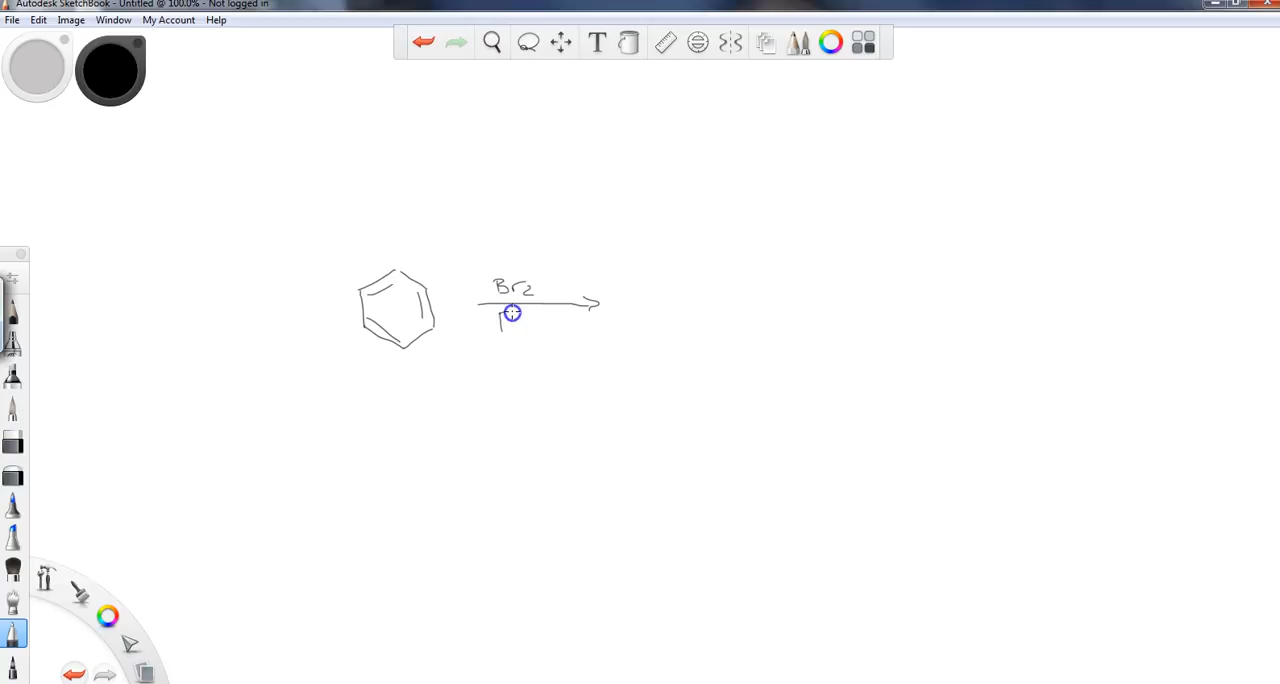 Autodesk SketchBook - Untitled @ 100.0% - Not logged in
File Edit Image Window My Account Help
T
Br2